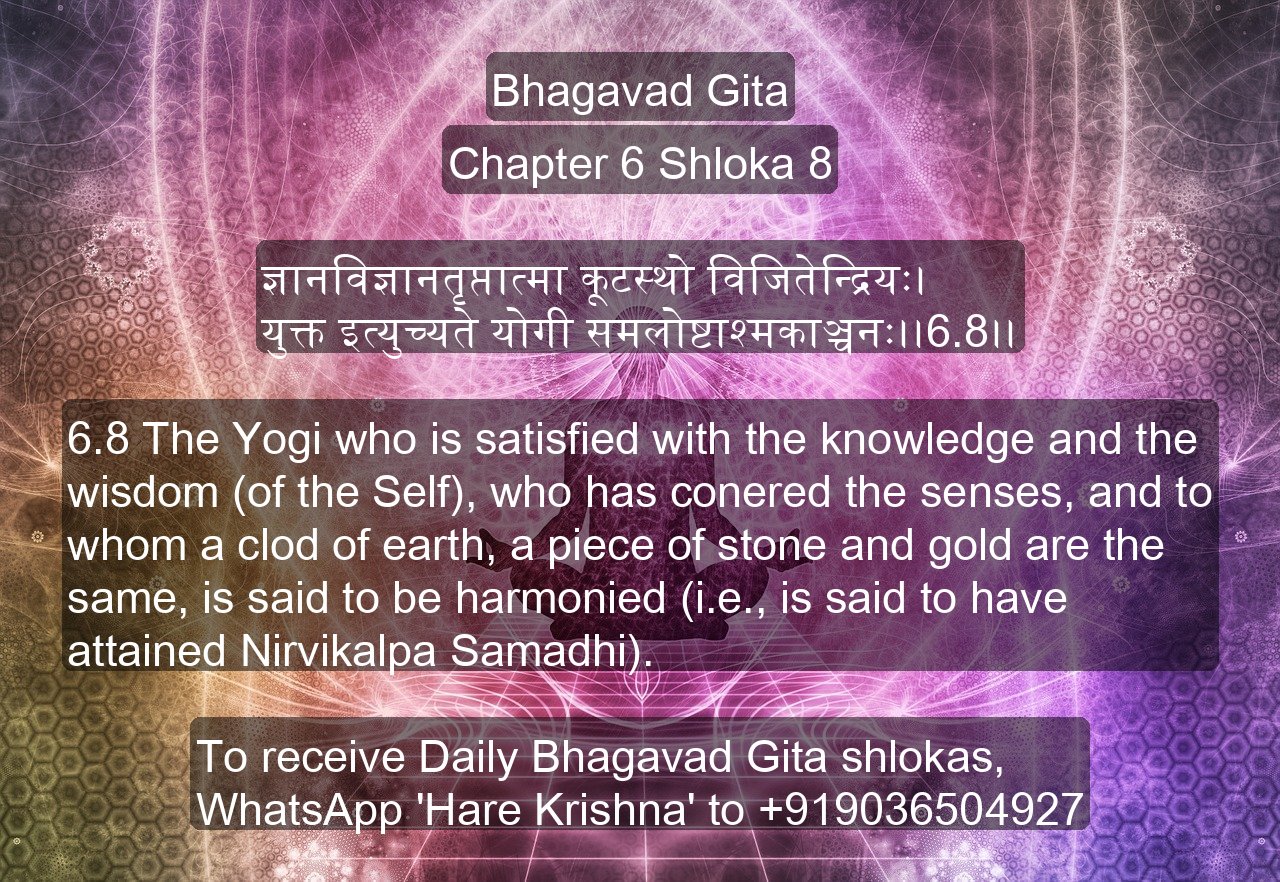 Bhagavad Gita
Chapter 6 Shloka 8
ज्ञानविज्ञानतृप्तात्मा कूटस्थो विजितेन्द्रियः।
युक्त इत्युच्यते योगी समलोष्टाश्मकाञ्चनः।।6.8।।
6.8 The Yogi who is satisfied with the knowledge and the
wisdom (of the Self), who has conered the senses, and to
whom a clod of earth, a piece of stone and gold are the
same, is said to be harmonied (i.e., is said to have
attained Nirvikalpa Samadhi).
To receive Daily Bhagavad Gita shlokas,
WhatsApp 'Hare Krishna' to +919036504927